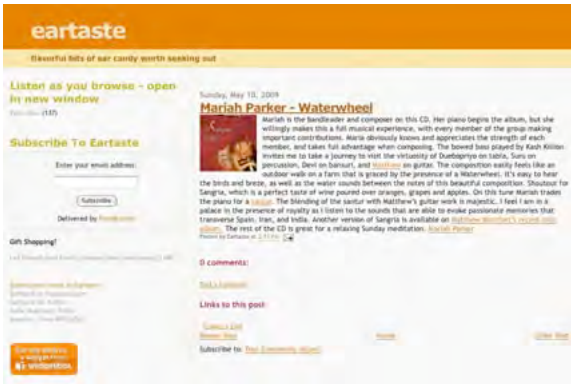 eartaste
flavorful bits of ear candy worth seeking out
Listen as you browse - open
in new window
(137)
Subscribe To Eartaste
Enter your email address:
Subscribe
Delivered by
Gift Shopping?
Sunday, May 10, 2009
Mariah Parker - Waterwheel
Mariah is the bandleader and composer on this CD. Her piano begins the album, but she
willingly makes this a full musical experience, with every member of the group making
important contributions. Maria obviously knows and appreciates the strength of each
member, and takes full advantage when composing. The bowed bass played by Kash Killion
invites me to take a journey to visit the virtuosity of Duebapriyo on tabla, Suru on
percussion, Devi on bansuri, and Matthew on guitar. The composition easily feels like an
outdoor walk on a farm that is graced by the presence of a Waterwheel. It's easy to hear
the birds and breeze, as well as the water sounds between the notes of this beautiful composition. Shoutout for
Sangria, which is a perfect taste of wine poured over oranges, grapes and apples. On this tune Mariah trades
the piano for a santur. The blending of the santur with Matthew's guitar work is majestic. I feel I am in a
palace in the presence of royalty as I listen to the sounds that are able to evoke passionate memories that
transverse Spain, Iran, and India. Another version of Sangria is available on
album. The rest of the CD is great for a relaxing Sunday meditation. Mariah Parker
Posted by Eartaste at
0 comments:
Post a Comment
Links to this post
Create a Link
Home
Older Post
Subscribe to: Post Comments (Atom)